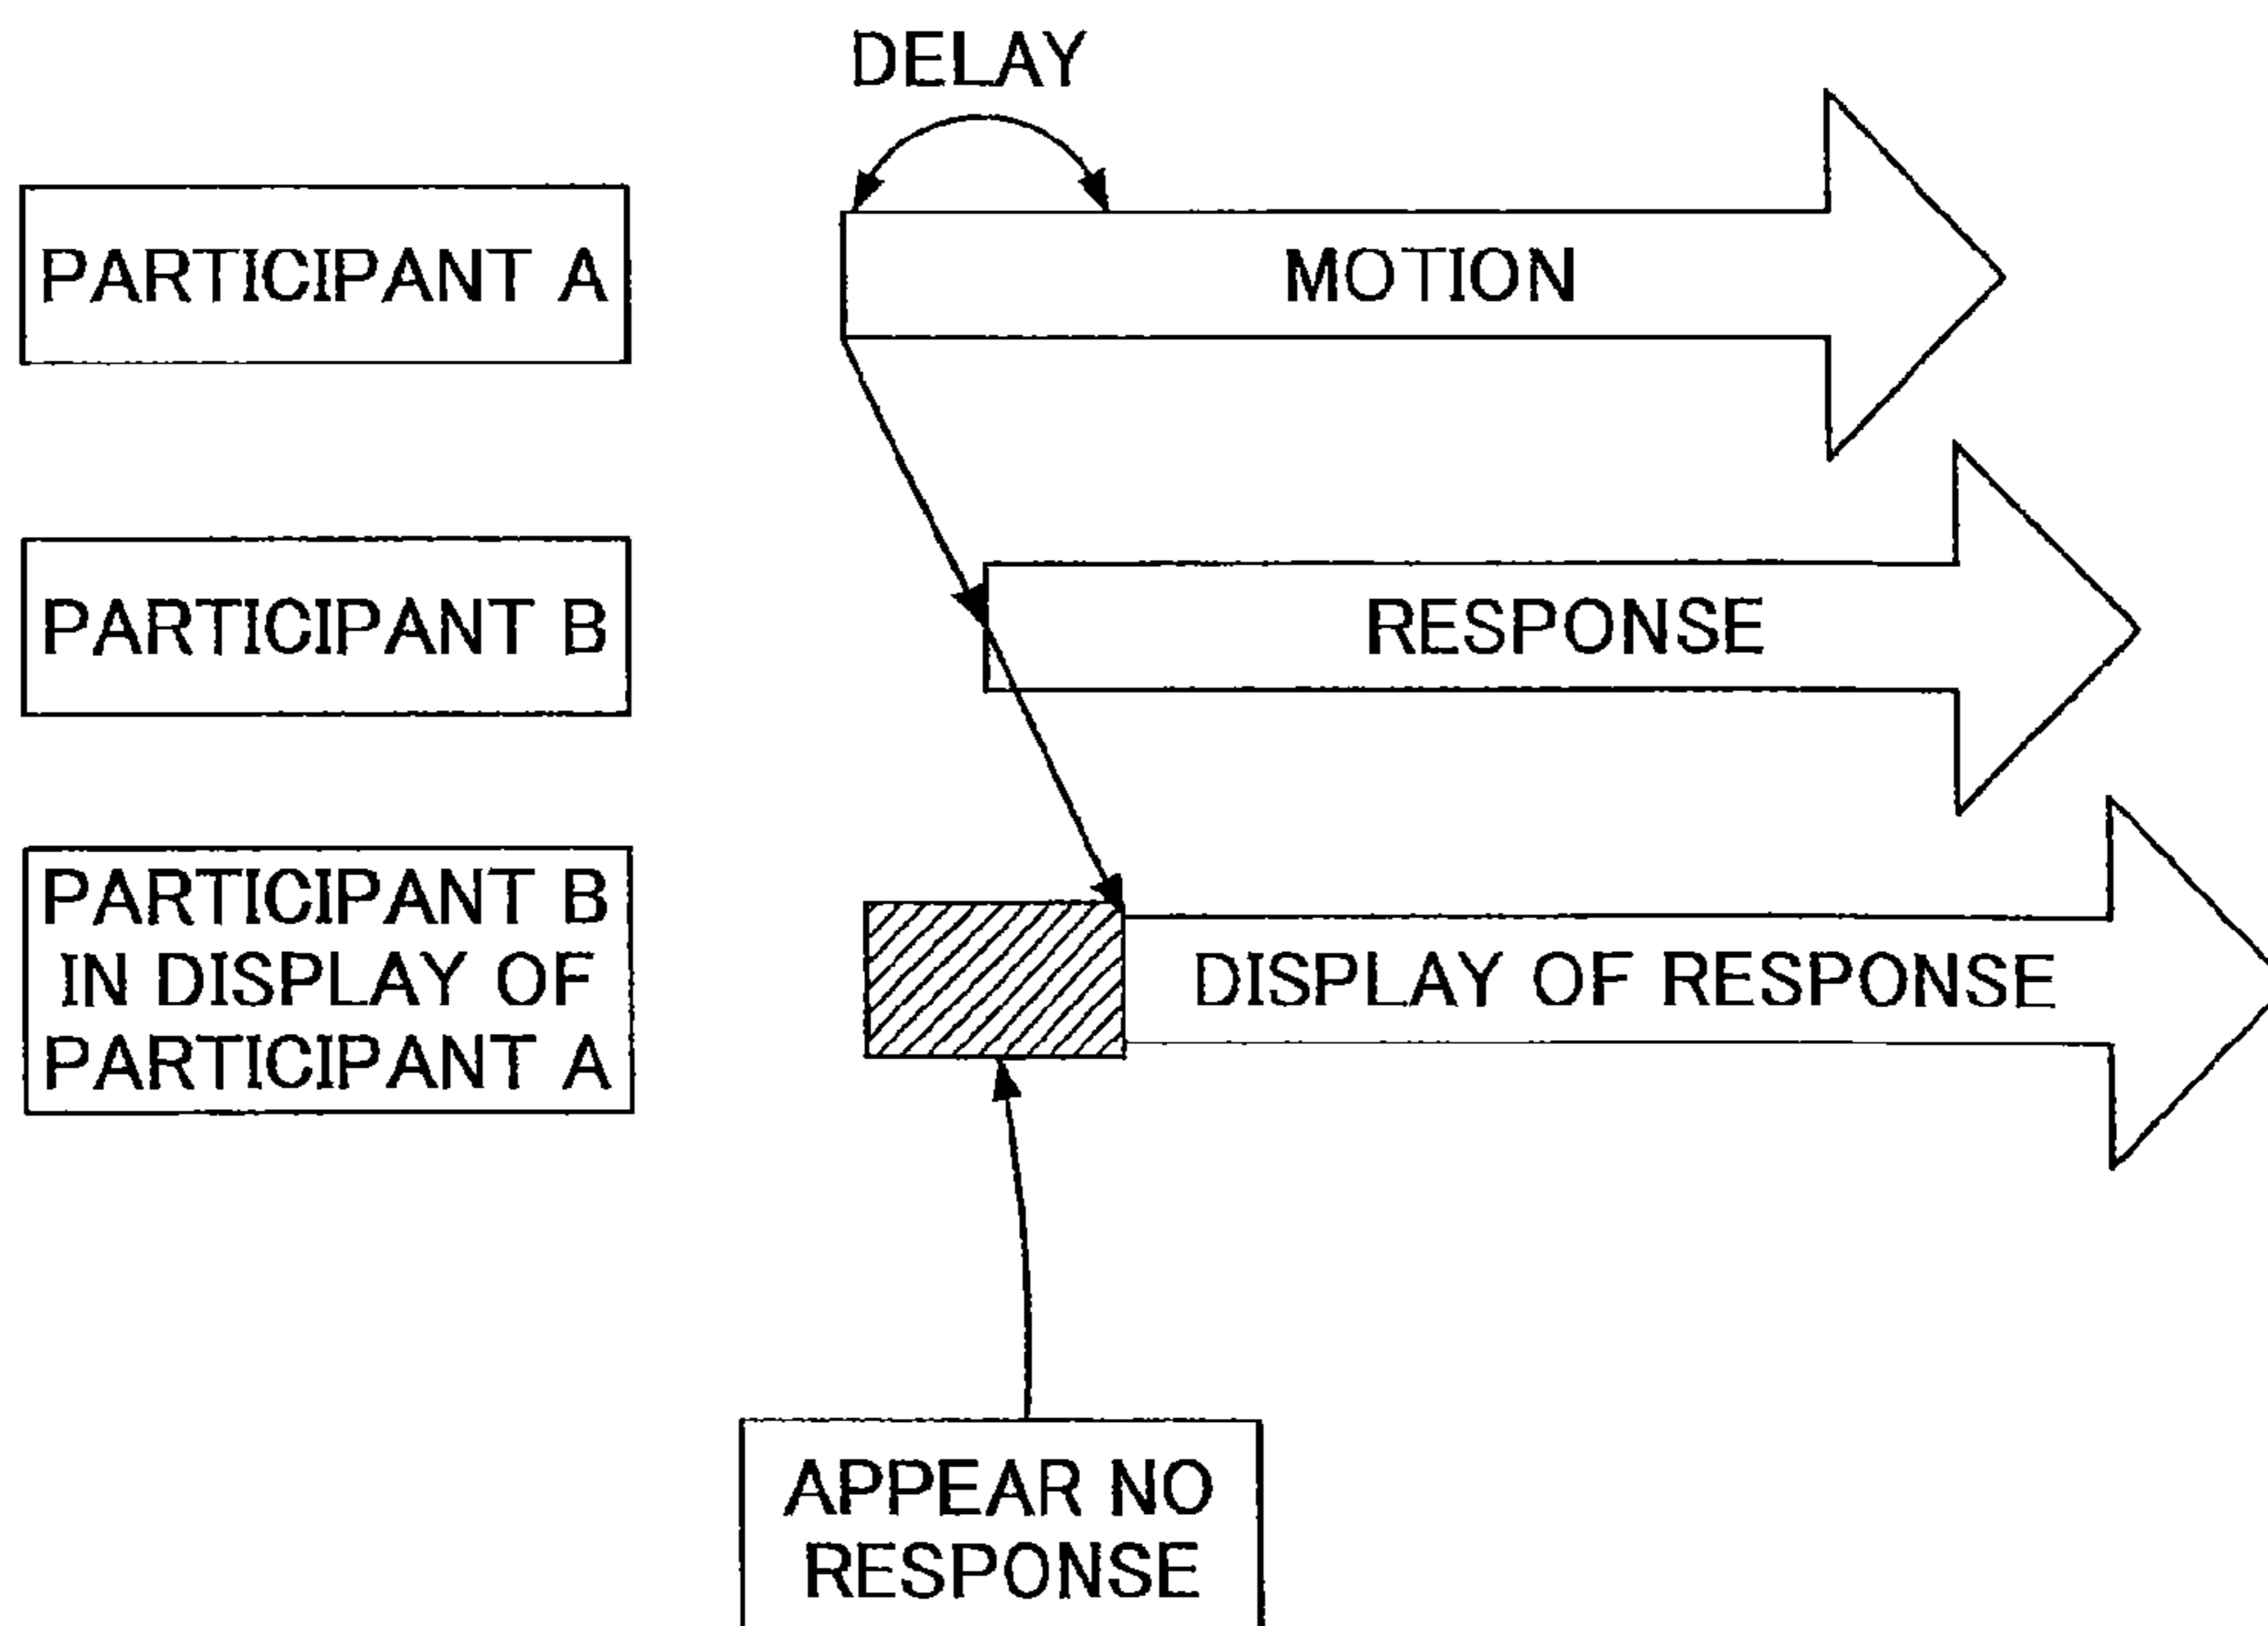 DELAY
PARTICIPANT A
MOTION
PARTICIPANT B
RESPONSE
PARTICIPANT B
IN DISPLAY OF
PARTICIPANT A
DISPLAY OF RESPONSE
APPEAR NO
RESPONSE